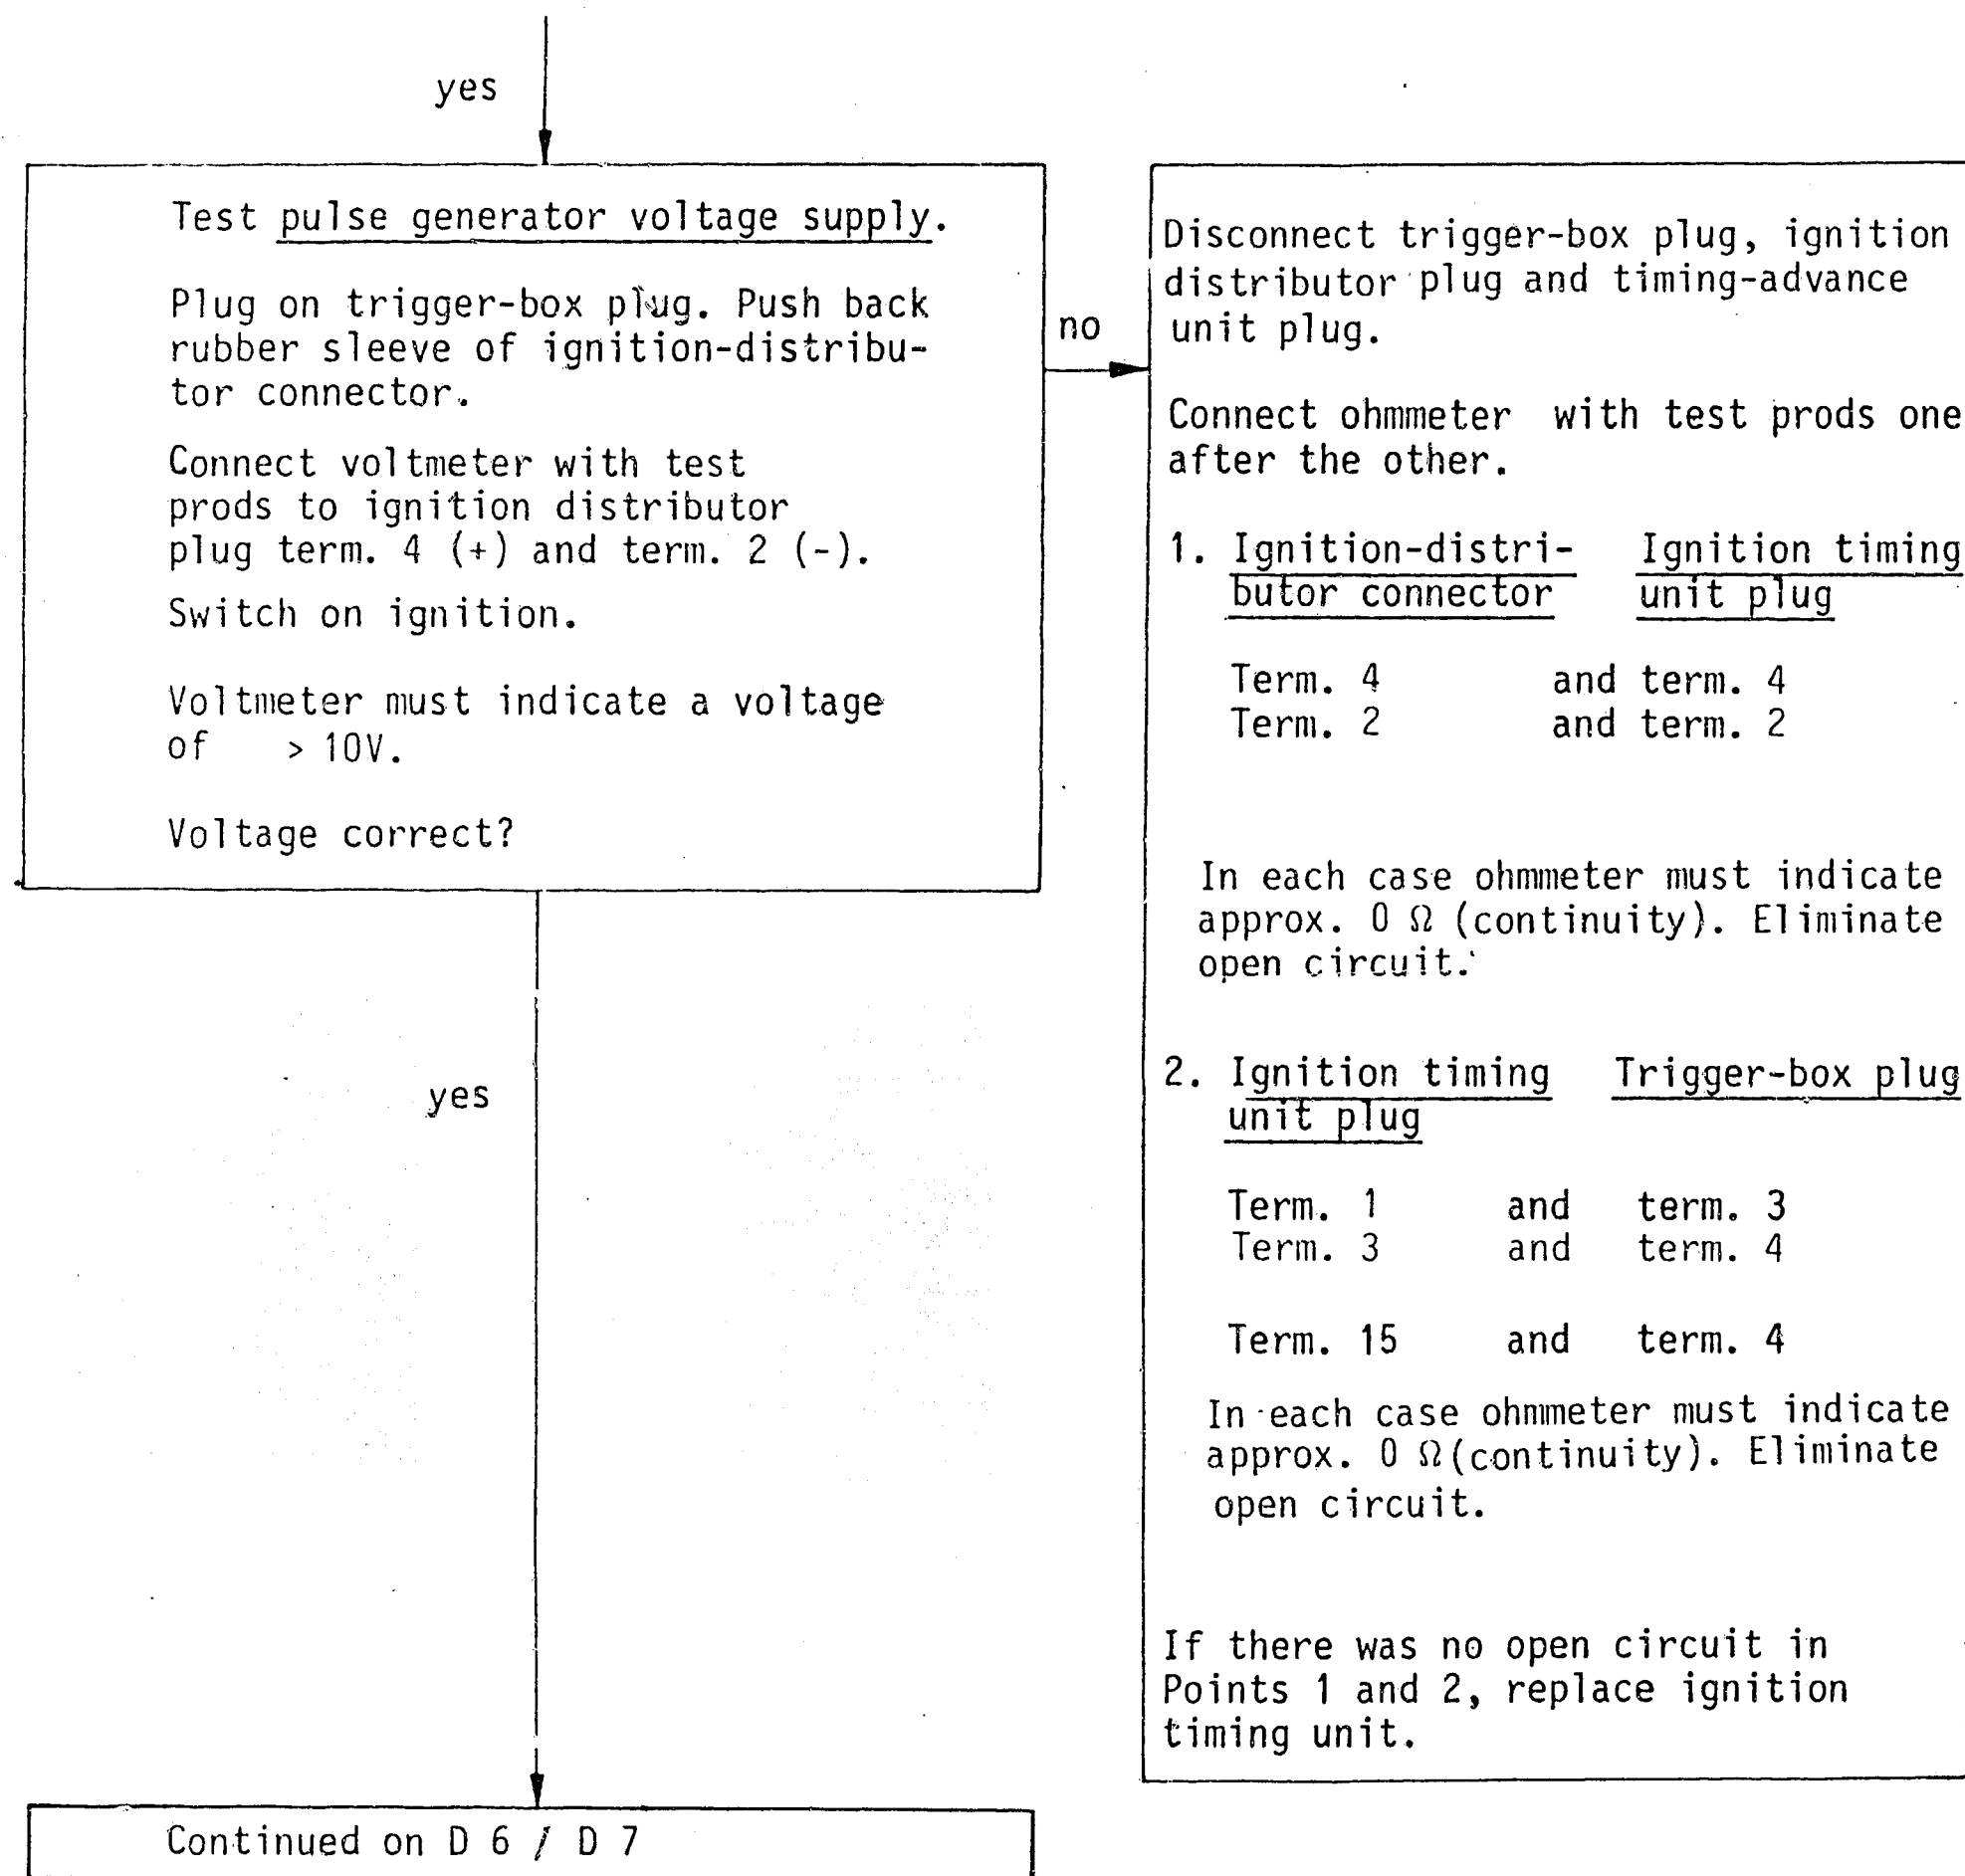 yes
Test pulse generator voltage supply.
Plug on trigger-box plug. Push back
rubber sleeve of ignition-distribu-
tor connector.
Connect voltmeter with test
prods to ignition distributor
plug term. 4 (+) and term. 2 (-).
Switch on ignition.
Voltmeter must indicate a voltage
of > 10V.
Voltage correct?
no
Disconnect trigger-box plug, ignition
distributor plug and timing-advance
unit plug.
Connect ohmmeter with test prods one
after the other.
1. Ignition-distri- Ignition timing
butor connector unit plug
Term. 4 and term. 4
Term. 2 and term. 2
In each case ohmmeter must indicate
approx. 0 Ω (continuity). Eliminate
open circuit.
2. Ignition timing Trigger-box plug
unit plug
Term. 1 and term. 3
Term. 3 and term. 4
Term. 15 and term. 4
In each case ohmmeter must indicate
approx. 0 Ω (continuity). Eliminate
open circuit.
If there was no open circuit in
Points 1 and 2, replace ignition
timing unit.
yes
Continued on D 6 / D 7